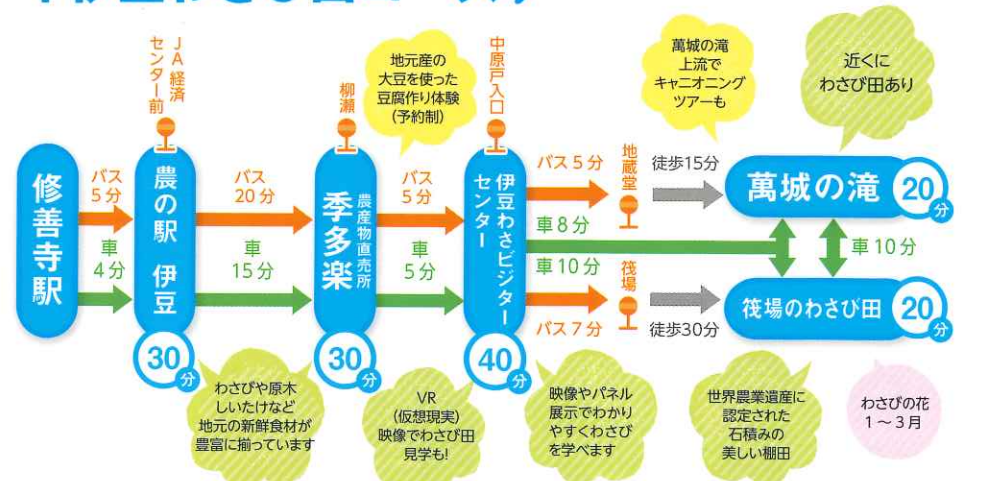 JA経済
センター前
柳瀬
地元産の
大豆を使った
豆腐作り体験
(予約制)
中原戸入口
萬城の滝
上流で
キャニオニング
ツアーも
近くに
わさび田あり
修善寺駅
バス
5分
車
4分
農の駅 伊豆
30分
バス
20分
車
15分
農産物直売所
季多楽
30分
バス
5分
車
5分
伊豆わさビジター
センター
40分
バス5分
地蔵堂
徒歩15分
萬城の滝
20分
車8分
車10分
車10分
バス7分
筏場
徒歩30分
筏場のわさび田
20分
わさびや原木
しいたけなど
地元の新鮮食材が
豊富に揃っています
VR
(仮想現実)
映像でわさび田
見学も!
映像やパネル
展示でわかり
やすくわさび
を学べます
世界農業遺産に
認定された
石積みの
美しい棚田
わさびの花
1~3月